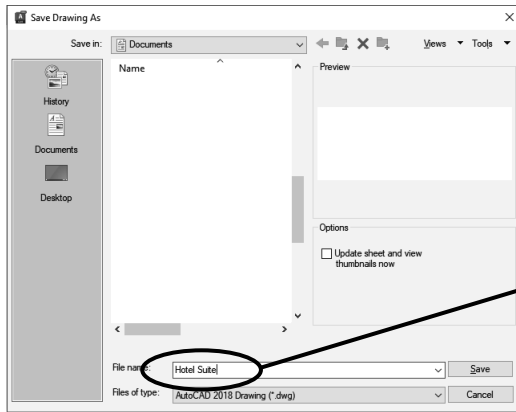 Save Drawing As
Save in: Documents Views Tools
Name
Preview
History
Documents
Desktop
Options
Update sheet and view
thumbnails now
File name: Hotel Suite Save
Files of type: AutoCAD 2018 Drawing (*.dwg) Cancel